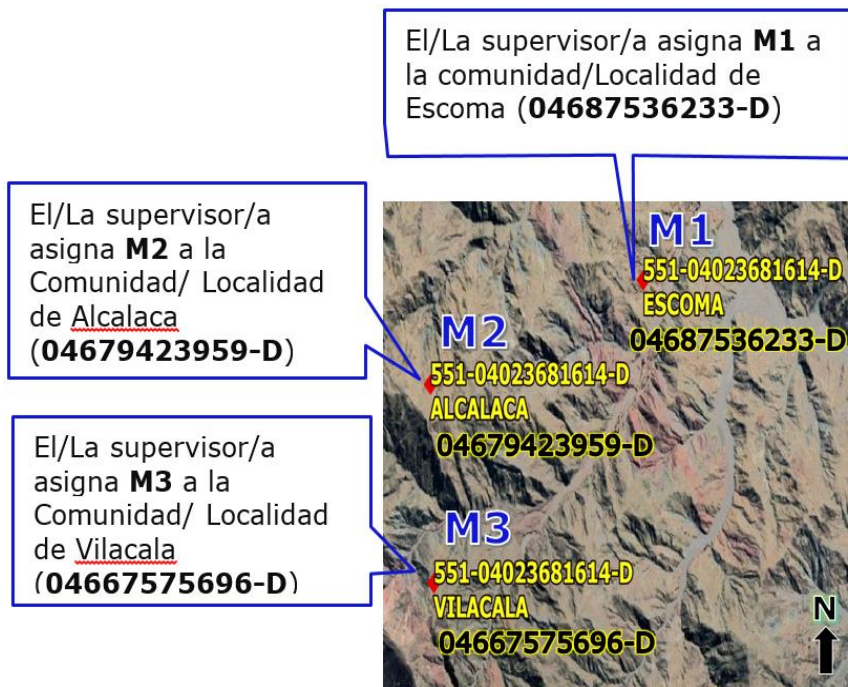 El/La supervisor/a asigna M1 a
la comunidad/Localidad de
Escoma (04687536233-D)
El/La supervisor/a
asigna M2 a la
Comunidad/ Localidad
de Alcalaca
(04679423959-D)
El/La supervisor/a
asigna M3 a la
Comunidad/ Localidad
de Vilacala
(04667575696-D)
M1
551-04023681614-D
ESCOMA
04687536233-D
M2
551-04023681614-D
ALCALACA
04679423959-D
M3
551-04023681614-D
VILACALA
04667575696-D
N